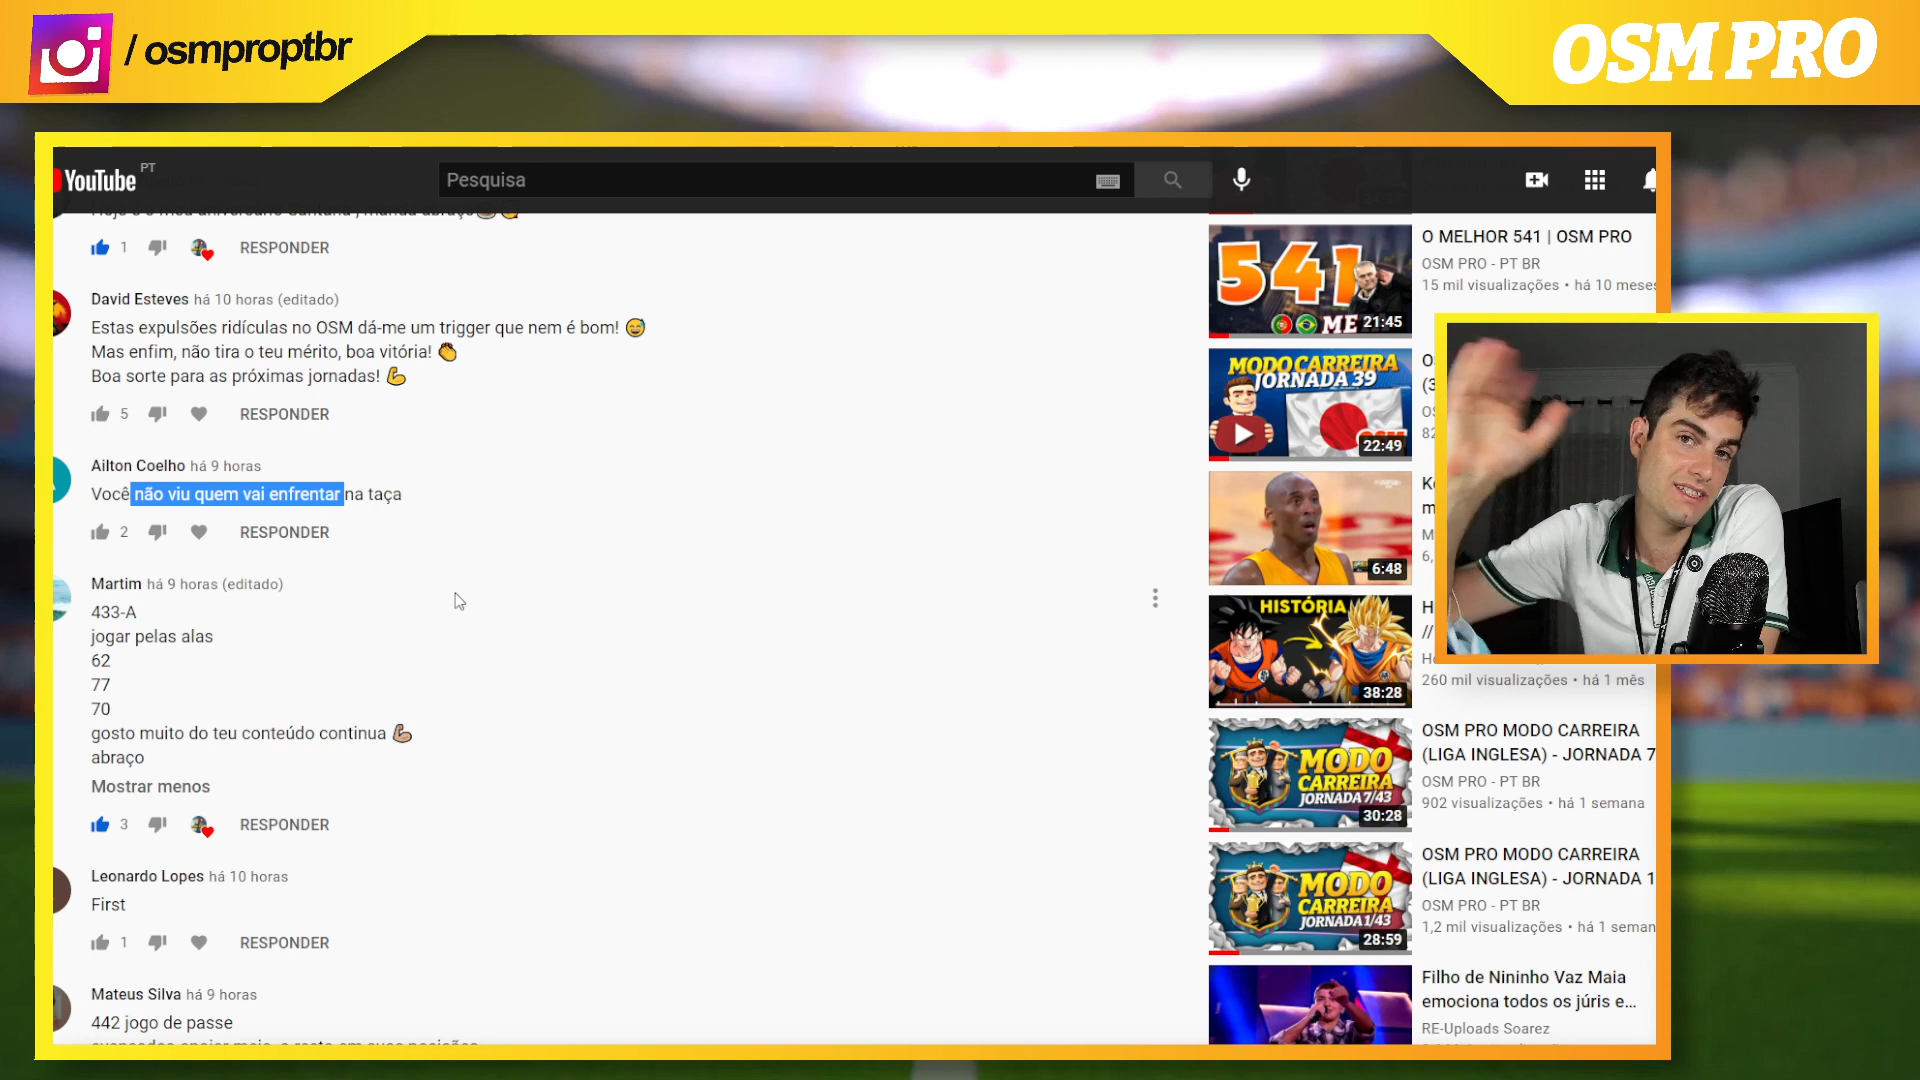 / osmproptbr
OSM PRO
YouTube PT
Pesquisa
RESPONDER
1
David Esteves há 10 horas (editado)
Estas expulsões ridículas no OSM dá-me um trigger que nem é bom! 😅
Mas enfim, não tira o teu mérito, boa vitória! 👏
Boa sorte para as próximas jornadas! 💪
5
RESPONDER
Ailton Coelho há 9 horas
Você não viu quem vai enfrentar na taça
2
RESPONDER
Martim há 9 horas (editado)
433-A
jogar pelas alas
62
77
70
gosto muito do teu conteúdo continua 💪
abraço
Mostrar menos
3
RESPONDER
Leonardo Lopes há 10 horas
First
1
RESPONDER
Mateus Silva há 9 horas
442 jogo de passe
541
ME
21:45
O MELHOR 541 | OSM PRO
OSM PRO - PT BR
15 mil visualizações • há 10 meses
MODO CARREIRA
JORNADA 39
22:49
6:48
HISTÓRIA
38:28
260 mil visualizações • há 1 mês
MODO
CARREIRA
JORNADA 7/43
30:28
OSM PRO MODO CARREIRA
(LIGA INGLESA) - JORNADA 7
OSM PRO - PT BR
902 visualizações • há 1 semana
MODO
CARREIRA
JORNADA 1/43
28:59
OSM PRO MODO CARREIRA
(LIGA INGLESA) - JORNADA 1
OSM PRO - PT BR
1,2 mil visualizações • há 1 seman
Filho de Nininho Vaz Maia
emociona todos os júris e...
RE-Uploads Soarez